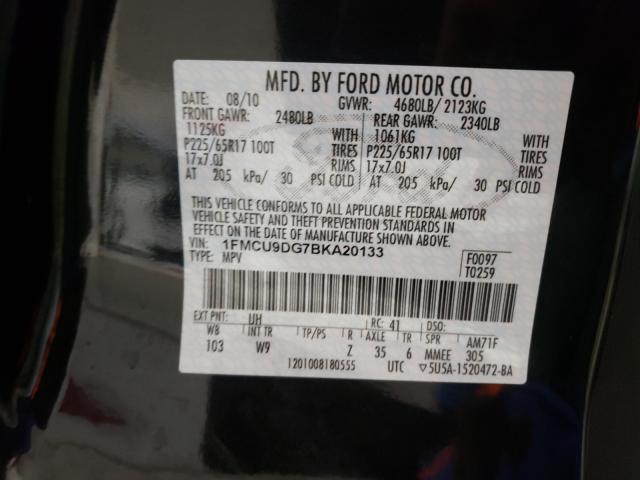 MFD. BY FORD MOTOR CO.
DATE: 08/10 GVWR: 4680LB/ 2123KG
FRONT GAWR: 2480LB REAR GAWR: 2340LB
1125KG WITH 1061KG WITH
P225/65R17 100T TIRES P225/65R17 100T TIRES
17x7.0J RIMS 17x7.0J RIMS
AT 205 kPa/ 30 PSI COLD AT 205 kPa/ 30 PSI COLD
THIS VEHICLE CONFORMS TO ALL APPLICABLE FEDERAL MOTOR
VEHICLE SAFETY AND THEFT PREVENTION STANDARDS IN
EFFECT ON THE DATE OF MANUFACTURE SHOWN ABOVE.
VIN: 1FMCU9DG7BKA20133 F0097
TYPE: MPV T0259
EXT PNT: UH RC: 41 DSO:
WB INT TR TP/PS R AXLE TR SPR AM71F
103 W9 Z 35 6 MMEE 305
1201008180555 UTC ▽5U5A-1520472-BA